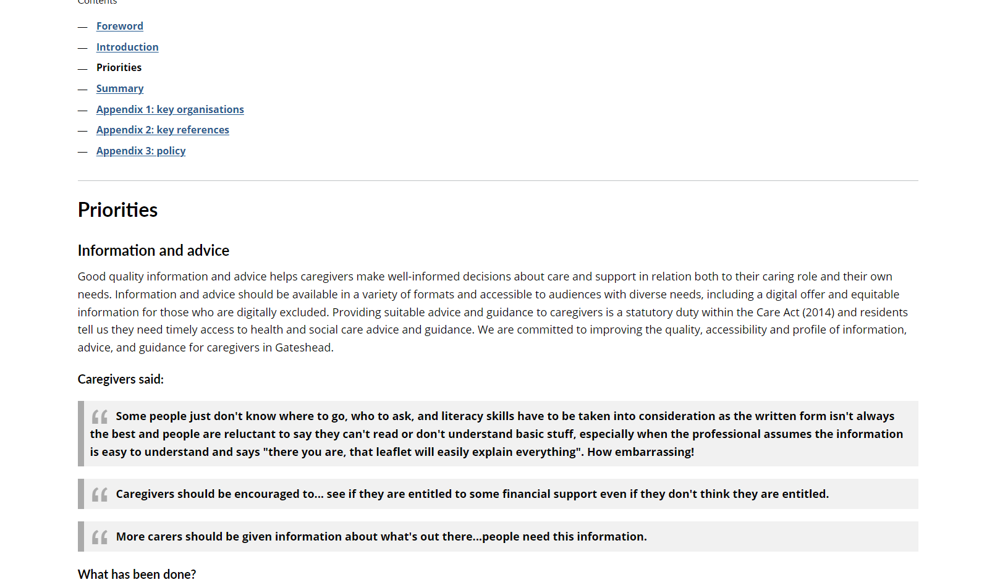 Contents
— Foreword
— Introduction
— Priorities
— Summary
— Appendix 1: key organisations
— Appendix 2: key references
— Appendix 3: policy
Priorities
Information and advice
Good quality information and advice helps caregivers make well-informed decisions about care and support in relation both to their caring role and their own
needs. Information and advice should be available in a variety of formats and accessible to audiences with diverse needs, including a digital offer and equitable
information for those who are digitally excluded. Providing suitable advice and guidance to caregivers is a statutory duty within the Care Act (2014) and residents
tell us they need timely access to health and social care advice and guidance. We are committed to improving the quality, accessibility and profile of information,
advice, and guidance for caregivers in Gateshead.
Caregivers said:
“ Some people just don't know where to go, who to ask, and literacy skills have to be taken into consideration as the written form isn't always
the best and people are reluctant to say they can't read or don't understand basic stuff, especially when the professional assumes the information
is easy to understand and says "there you are, that leaflet will easily explain everything". How embarrassing!
“ Caregivers should be encouraged to... see if they are entitled to some financial support even if they don't think they are entitled.
“ More carers should be given information about what's out there...people need this information.
What has been done?